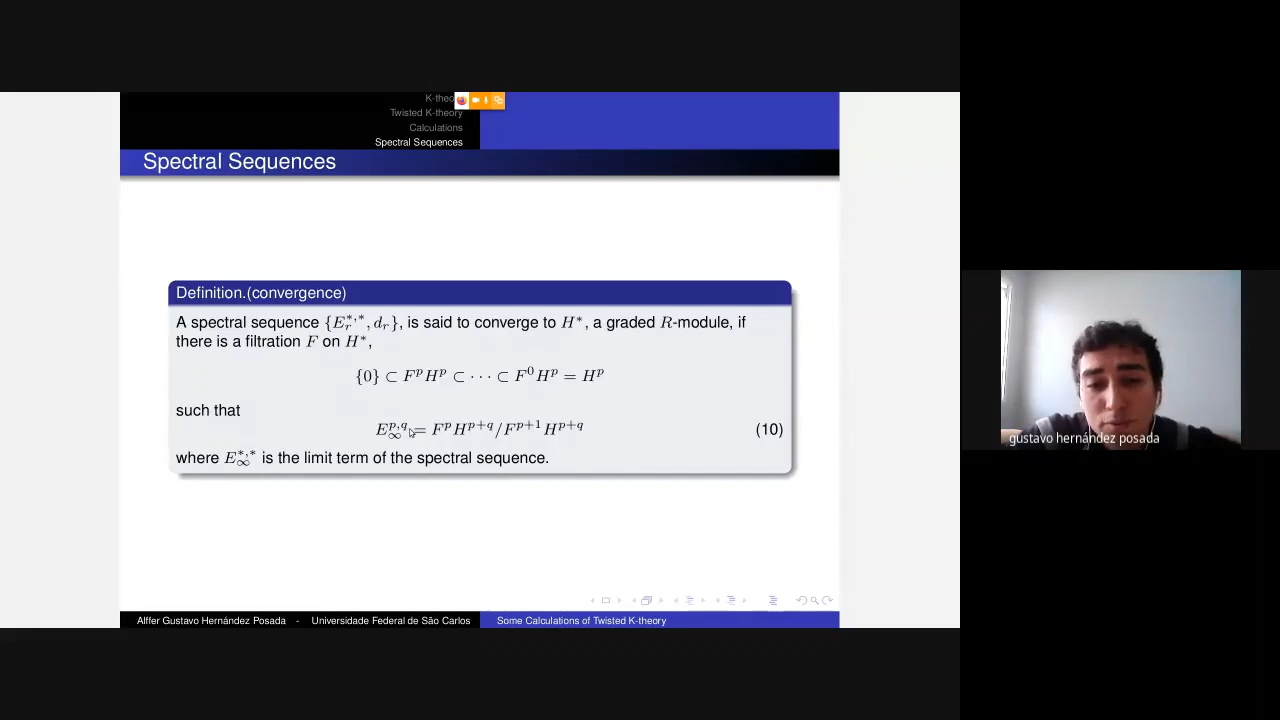 K-theo
Twisted K-theory
Calculations
Spectral Sequences
Spectral Sequences
Definition.(convergence)
A spectral sequence {E_r^{*,*}, d_r}, is said to converge to H^*, a graded R-module, if
there is a filtration F on H^*,
{0} ⊂ F^p H^p ⊂ · · · ⊂ F^0 H^p = H^p
such that
E_∞^{p,q} = F^p H^{p+q}/F^{p+1} H^{p+q} (10)
where E_∞^{*,*} is the limit term of the spectral sequence.
Alffer Gustavo Hernández Posada - Universidade Federal de São Carlos Some Calculations of Twisted K-theory
gustavo hernández posada